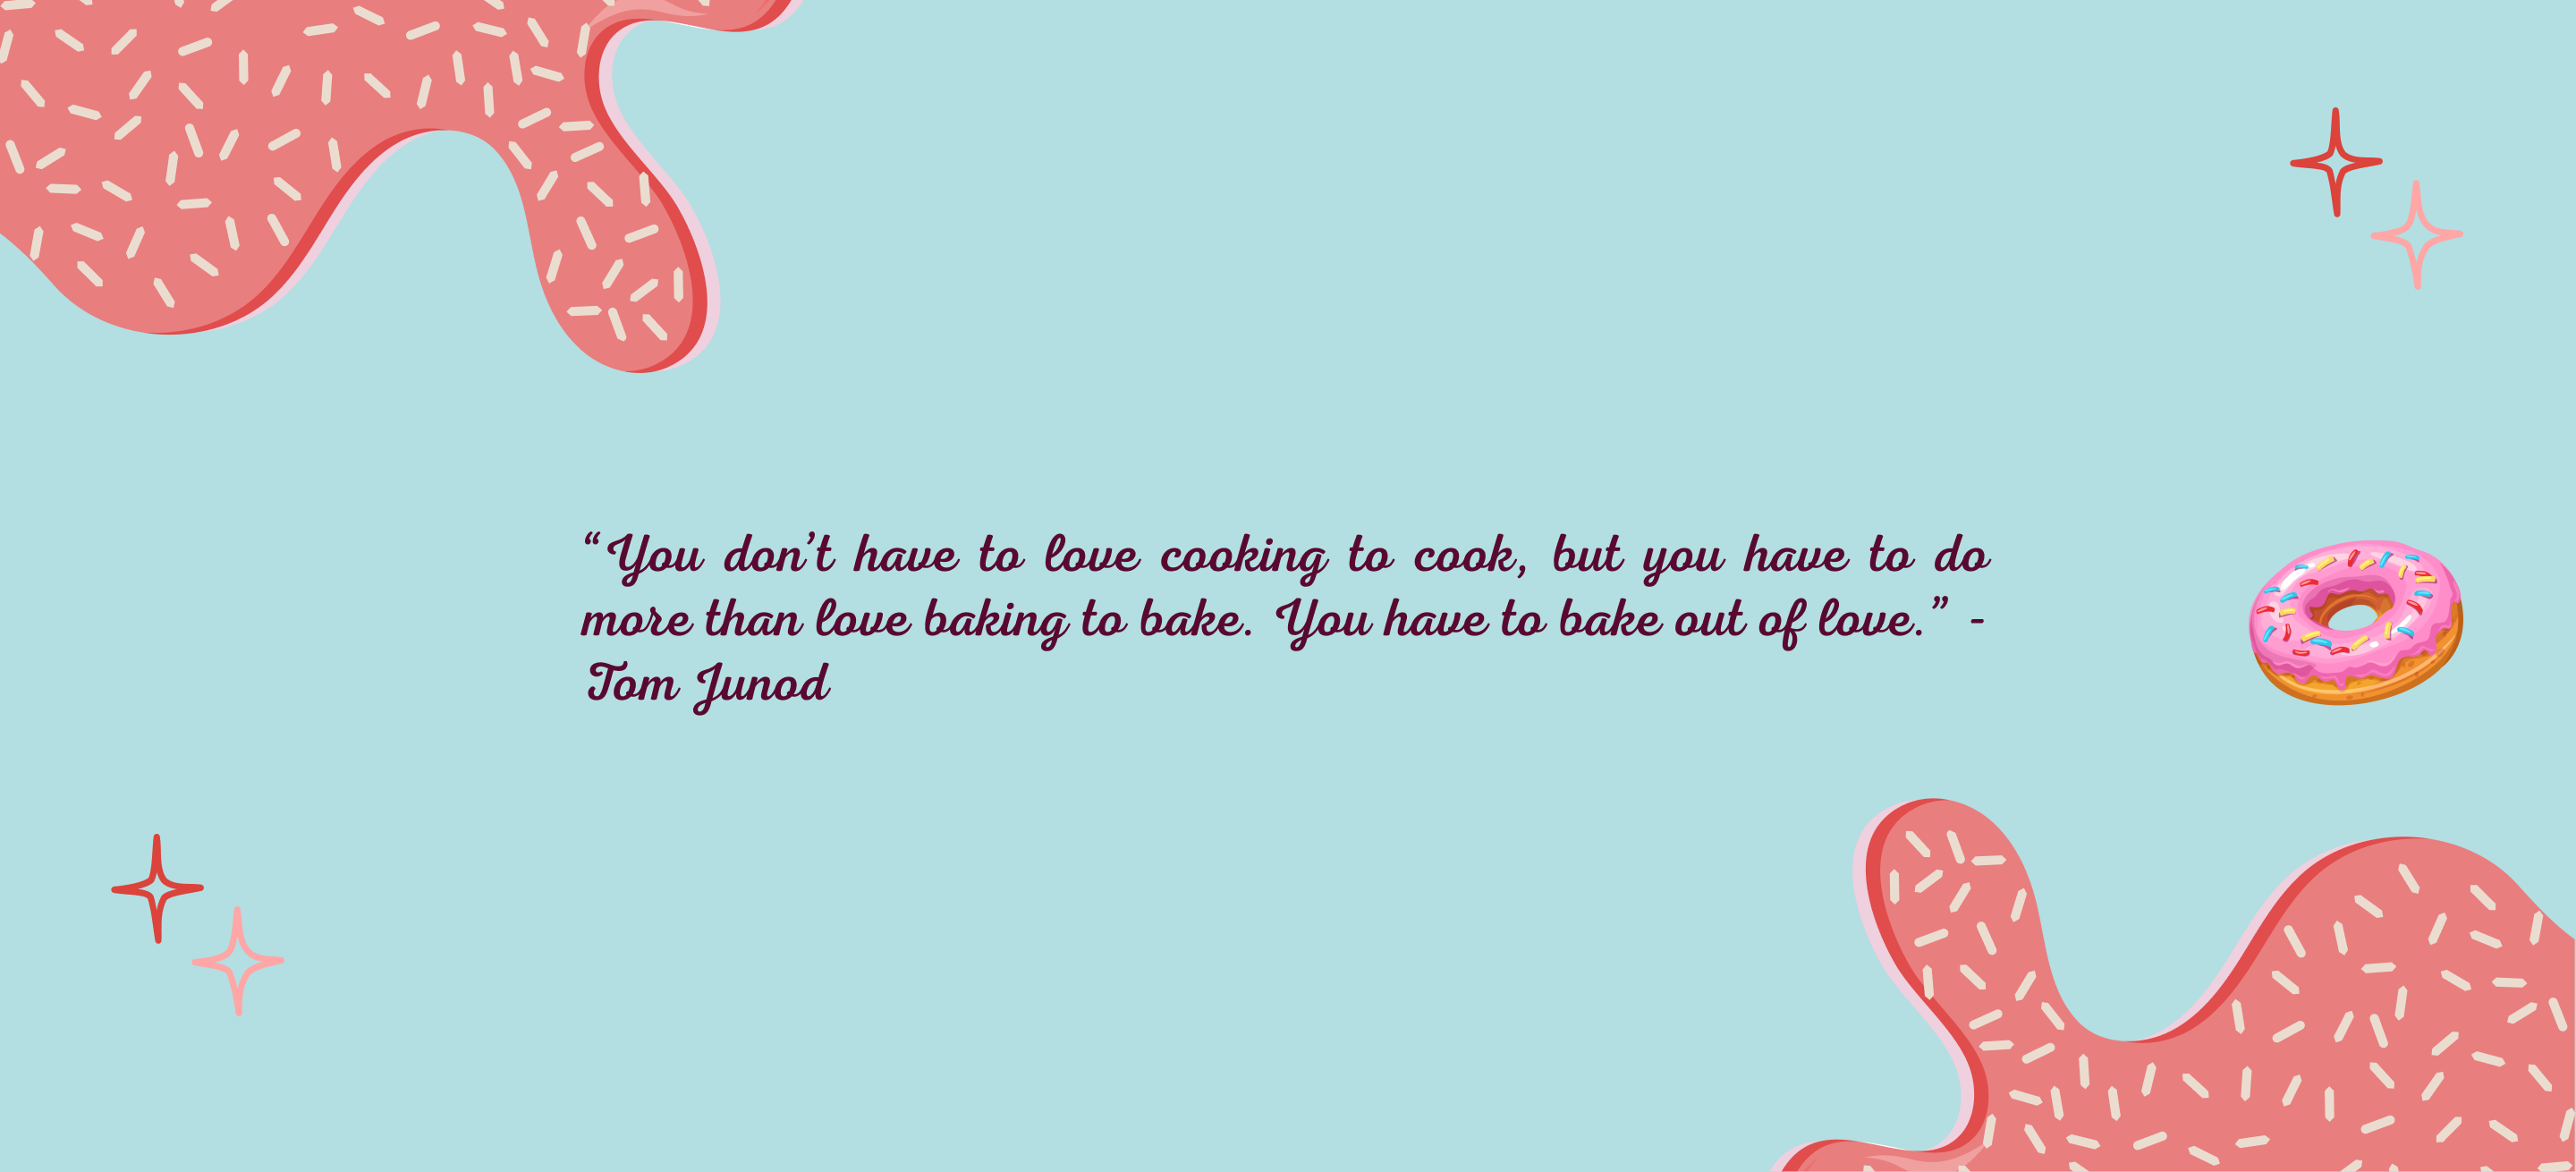 “You don’t have to love cooking to cook, but you have to do
more than love baking to bake. You have to bake out of love.” -
Tom Junod